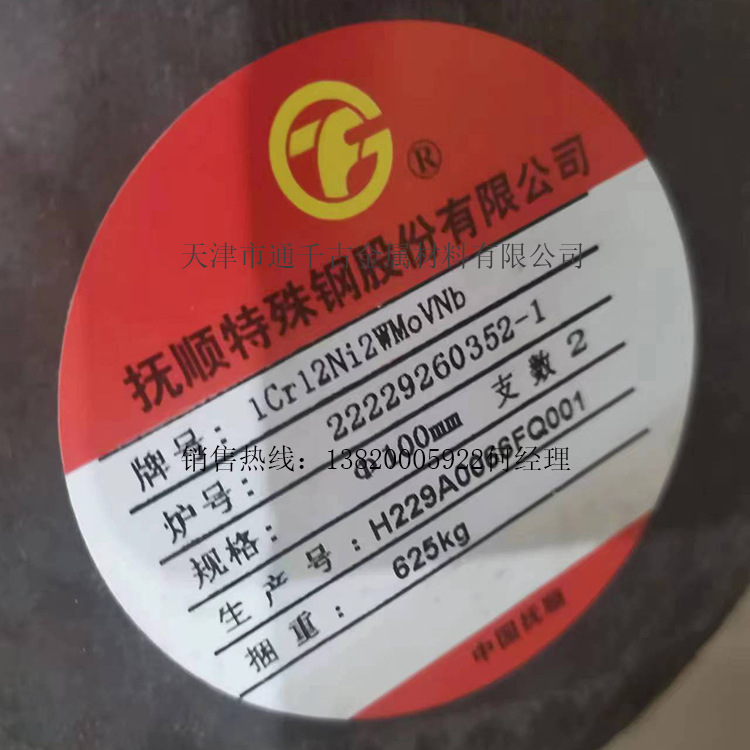 ®
抚顺特殊钢股份有限公司
天津市通千古金属材料有限公司
牌号：1Cr12Ni2WMoVNb
炉号：22229260352-1
规格：Φ100mm 支数2
销售热线：13820005922何经理
生产号：H229A0666FQ001
捆重：625kg
中国抚顺